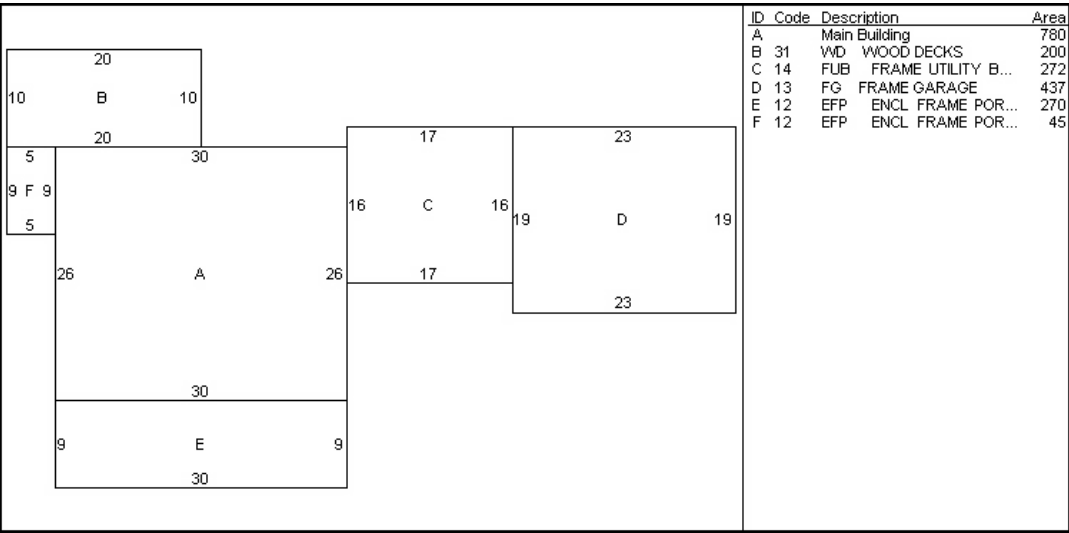 20
10 B 10
20
5
9 F 9
5
30
26 A 26
30
9 E 9
30
17
16 C 16
17
23
19 D 19
23
ID Code Description Area
A Main Building 780
B 31 WD WOOD DECKS 200
C 14 FUB FRAME UTILITY B... 272
D 13 FG FRAME GARAGE 437
E 12 EFP ENCL FRAME POR... 270
F 12 EFP ENCL FRAME POR... 45